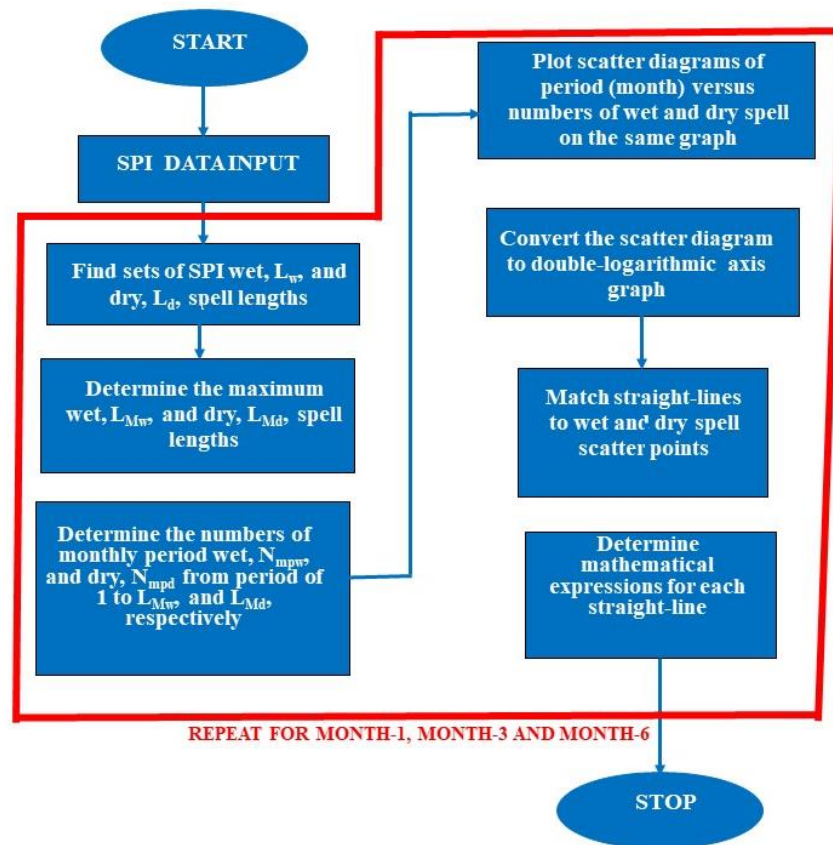 START
SPI DATA INPUT
Find sets of SPI wet, Lw, and
dry, Ld, spell lengths
Determine the maximum
wet, LMw, and dry, LMd, spell
lengths
Determine the numbers of
monthly period wet, Nmpw,
and dry, Nmpd from period of
1 to LMw, and LMd,
respectively
Plot scatter diagrams of
period (month) versus
numbers of wet and dry spell
on the same graph
Convert the scatter diagram
to double-logarithmic axis
graph
Match straight-lines
to wet and dry spell
scatter points
Determine
mathematical
expressions for each
straight-line
REPEAT FOR MONTH-1, MONTH-3 AND MONTH-6
STOP